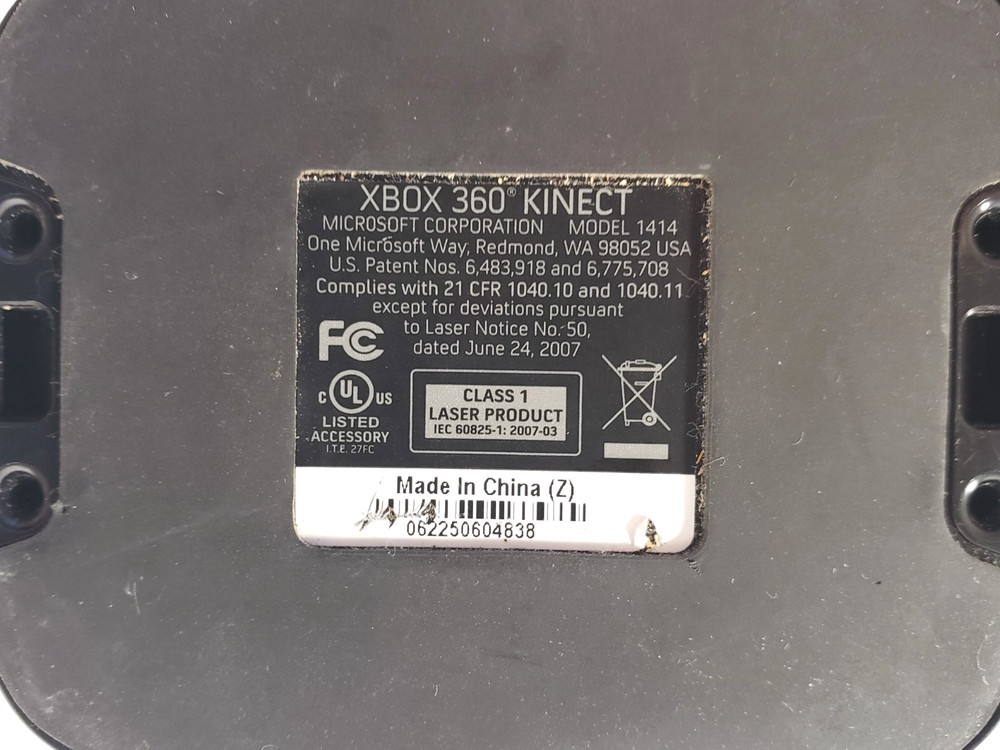 XBOX 360® KINECT
MICROSOFT CORPORATION MODEL 1414
One Microsoft Way, Redmond, WA 98052 USA
U.S. Patent Nos. 6,483,918 and 6,775,708
Complies with 21 CFR 1040.10 and 1040.11
except for deviations pursuant
to Laser Notice No. 50,
dated June 24, 2007
FC
C UL US
LISTED
ACCESSORY
I.T.E. 27FC
CLASS 1
LASER PRODUCT
IEC 60825-1: 2007-03
Made In China (Z)
062250604838